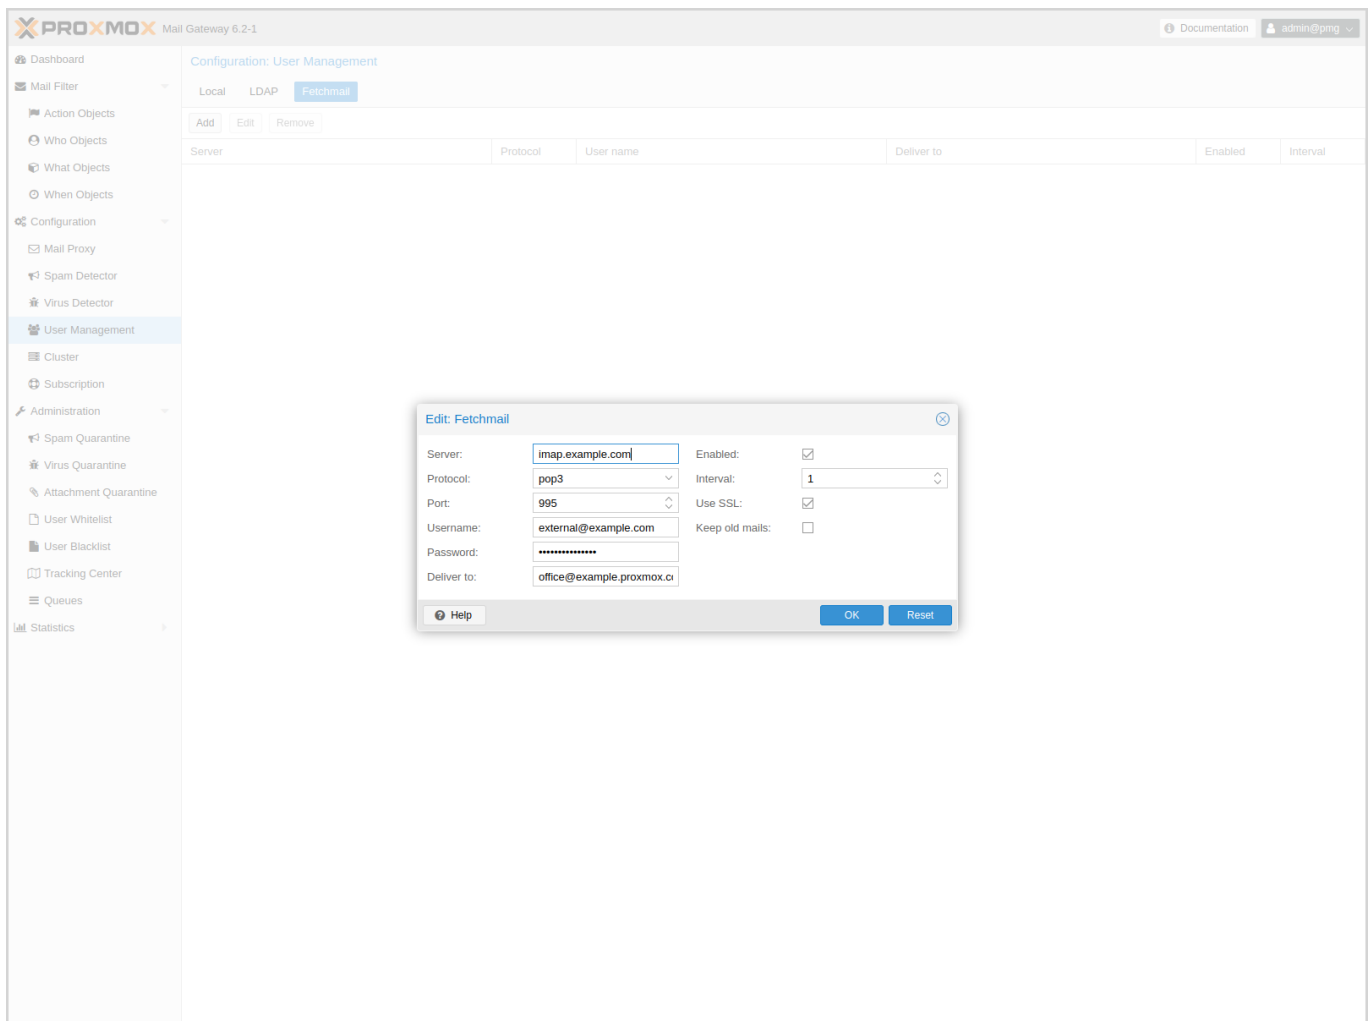 PROXMOX Mail Gateway 6.2-1
Documentation
admin@pmg
Dashboard
Mail Filter
Action Objects
Who Objects
What Objects
When Objects
Configuration
Mail Proxy
Spam Detector
Virus Detector
User Management
Cluster
Subscription
Administration
Spam Quarantine
Virus Quarantine
Attachment Quarantine
User Whitelist
User Blacklist
Tracking Center
Queues
Statistics
Configuration: User Management
Local LDAP Fetchmail
Add Edit Remove
Server Protocol User name Deliver to Enabled Interval
Edit: Fetchmail
Server: imap.example.com
Protocol: pop3
Port: 995
Username: external@example.com
Password: •••••••••••••••
Deliver to: office@example.proxmox.c
Enabled:
Interval: 1
Use SSL:
Keep old mails:
Help
OK
Reset